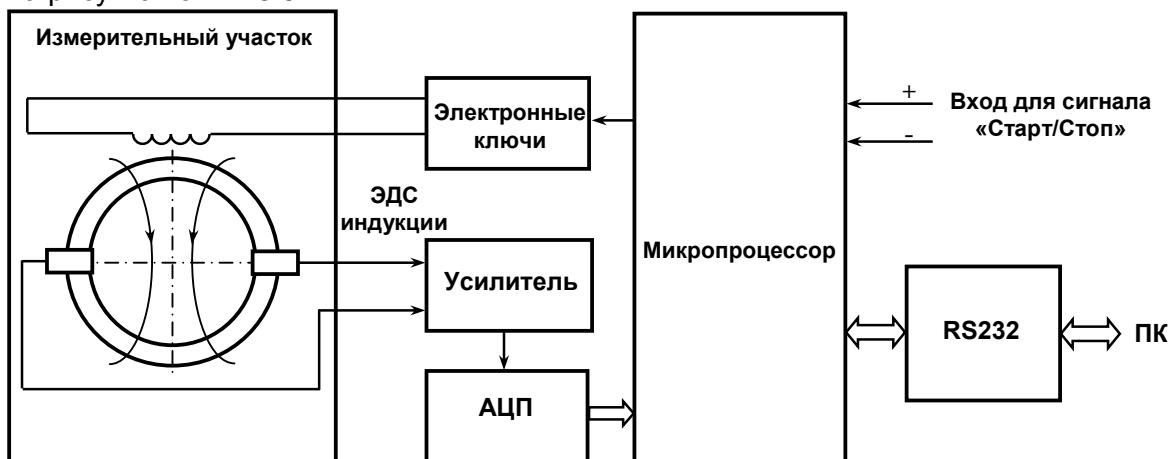 Измерительный участок
Электронные
ключи
+
-
Вход для сигнала
«Старт/Стоп»
ЭДС
индукции
Усилитель
Микропроцессор
RS232
ПК
АЦП